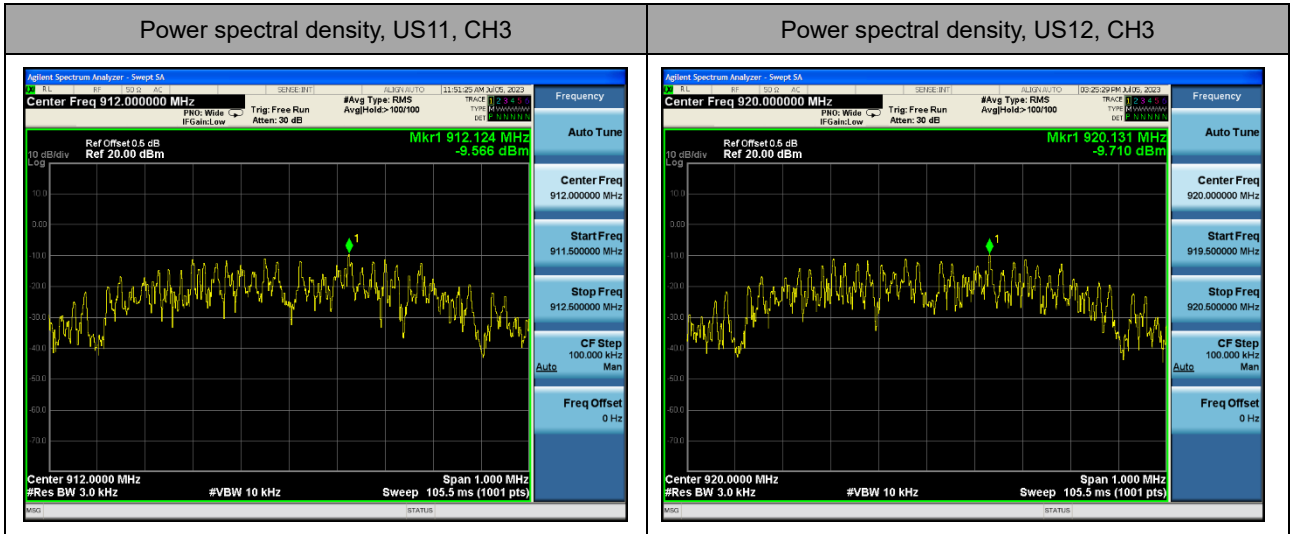 Power spectral density, US11, CH3
Power spectral density, US12, CH3
Agilent Spectrum Analyzer - Swept SA
RL RF 50 Ω AC SENSE:INT ALIGN AUTO 11:51:25 AM Jul 05, 2023
Center Freq 912.000000 MHz
#Avg Type: RMS
TRACE 1 2 3 4 5 6
PNO: Wide
Trig: Free Run
Avg|Hold:>100/100
TYPE
IFGain:Low
Atten: 30 dB
DET P N N N N N
Frequency
Mkr1 912.124 MHz
-9.566 dBm
Ref Offset 0.5 dB
10 dB/div Ref 20.00 dBm
Log
10.0
0.00
-10.0
-20.0
-30.0
-40.0
-50.0
-60.0
-70.0
1
Center 912.0000 MHz
Span 1.000 MHz
#Res BW 3.0 kHz
#VBW 10 kHz
Sweep 105.5 ms (1001 pts)
MSG
STATUS
Auto Tune
Center Freq
912.000000 MHz
Start Freq
911.500000 MHz
Stop Freq
912.500000 MHz
CF Step
100.000 kHz
Auto Man
Freq Offset
0 Hz
Agilent Spectrum Analyzer - Swept SA
RL RF 50 Ω AC SENSE:INT ALIGN AUTO 03:25:29 PM Jul 05, 2023
Center Freq 920.000000 MHz
#Avg Type: RMS
TRACE 1 2 3 4 5 6
PNO: Wide
Trig: Free Run
Avg|Hold:>100/100
TYPE
IFGain:Low
Atten: 30 dB
DET P N N N N N
Frequency
Mkr1 920.131 MHz
-9.710 dBm
Ref Offset 0.5 dB
10 dB/div Ref 20.00 dBm
Log
10.0
0.00
-10.0
-20.0
-30.0
-40.0
-50.0
-60.0
-70.0
1
Center 920.0000 MHz
Span 1.000 MHz
#Res BW 3.0 kHz
#VBW 10 kHz
Sweep 105.5 ms (1001 pts)
MSG
STATUS
Auto Tune
Center Freq
920.000000 MHz
Start Freq
919.500000 MHz
Stop Freq
920.500000 MHz
CF Step
100.000 kHz
Auto Man
Freq Offset
0 Hz